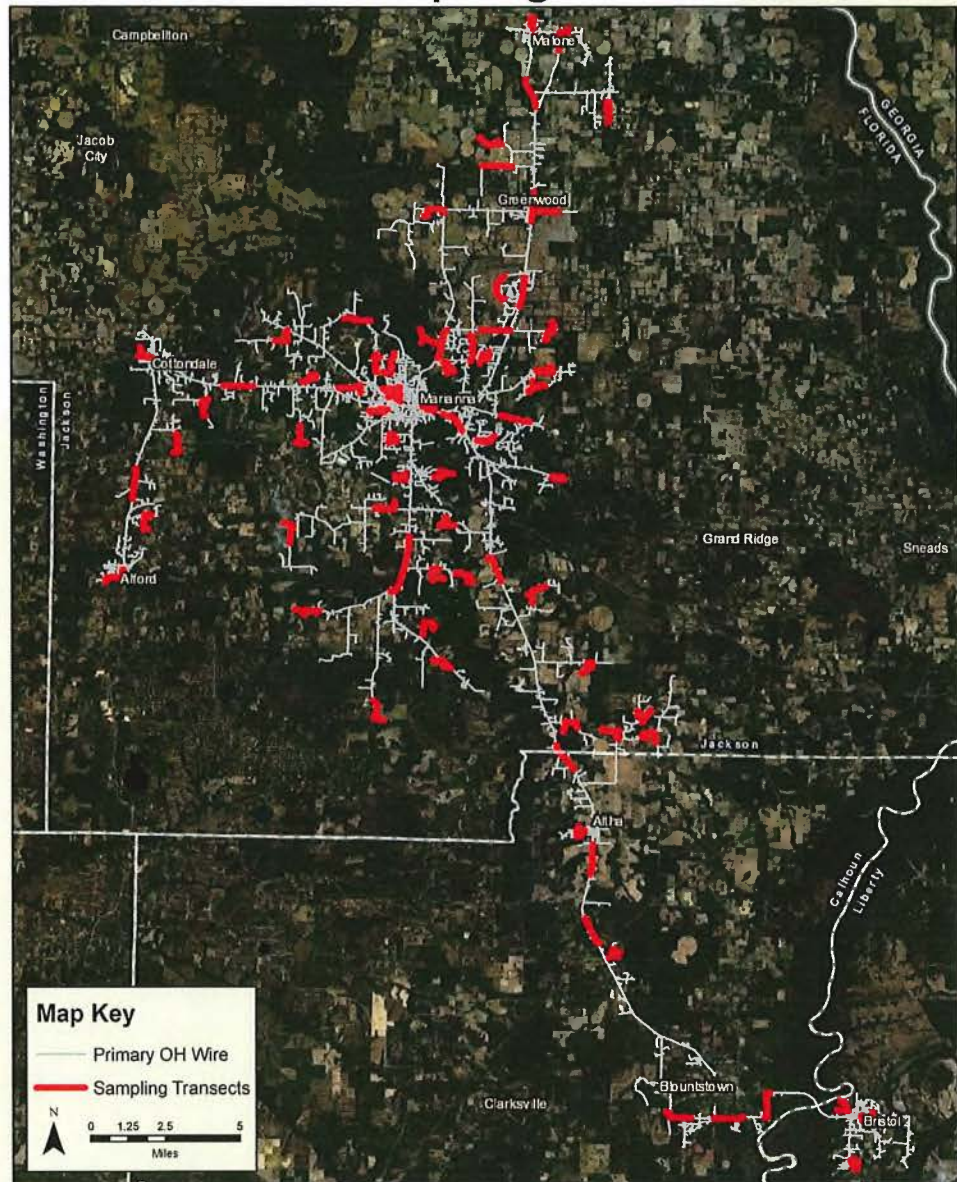 Campbellton
Malone
GEORGIA
FLORIDA
Jacob
City
Greenwood
Cottondale
Marianna
Washington
Jackson
Grand Ridge
Sneads
Alford
Jackson
Altha
Calhoun
Liberty
Map Key
Primary OH Wire
Sampling Transects
N
0 1.25 2.5 5
Miles
Clarksville
Blountstown
Bristol